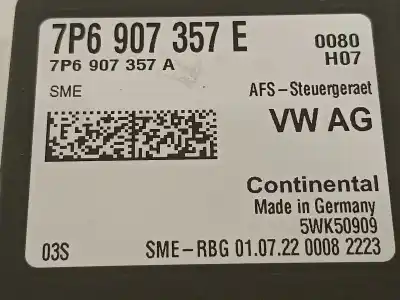 7P6 907 357 E 0080
7P6 907 357 A H07
SME AFS-Steuergeraet
VW AG
Continental
Made in Germany
5WK50909
03S SME-RBG 01.07.22 0008 2223